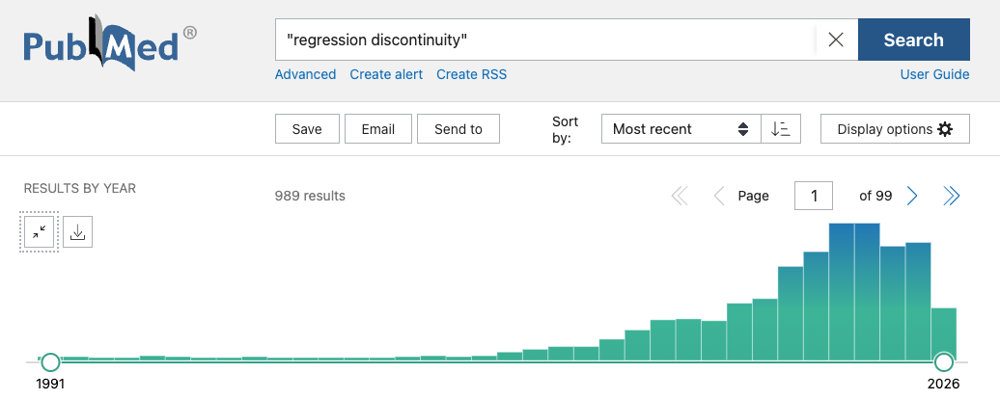 PubMed®
"regression discontinuity"
Search
Advanced Create alert Create RSS User Guide
Save Email Send to Sort by: Most recent Display options
RESULTS BY YEAR
989 results
Page 1 of 99
1991 2026